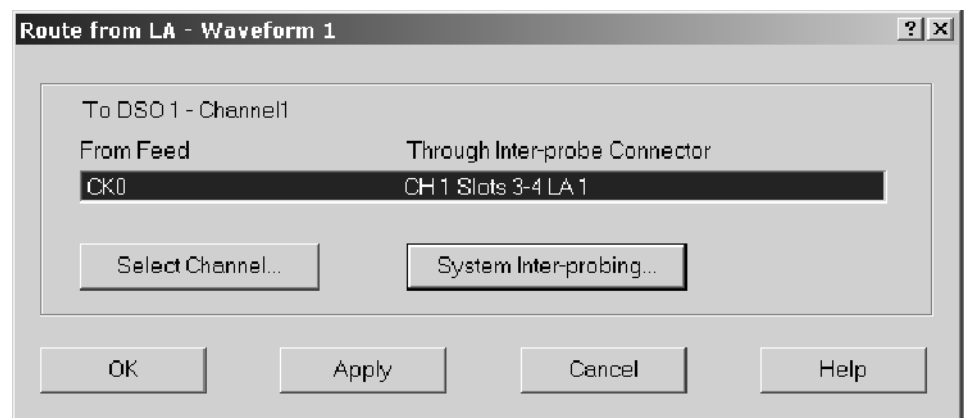 Route from LA - Waveform 1 ? x
To DSO 1 - Channel1
From Feed Through Inter-probe Connector
CK0 CH 1 Slots 3-4 LA 1
Select Channel... System Inter-probing...
OK Apply Cancel Help